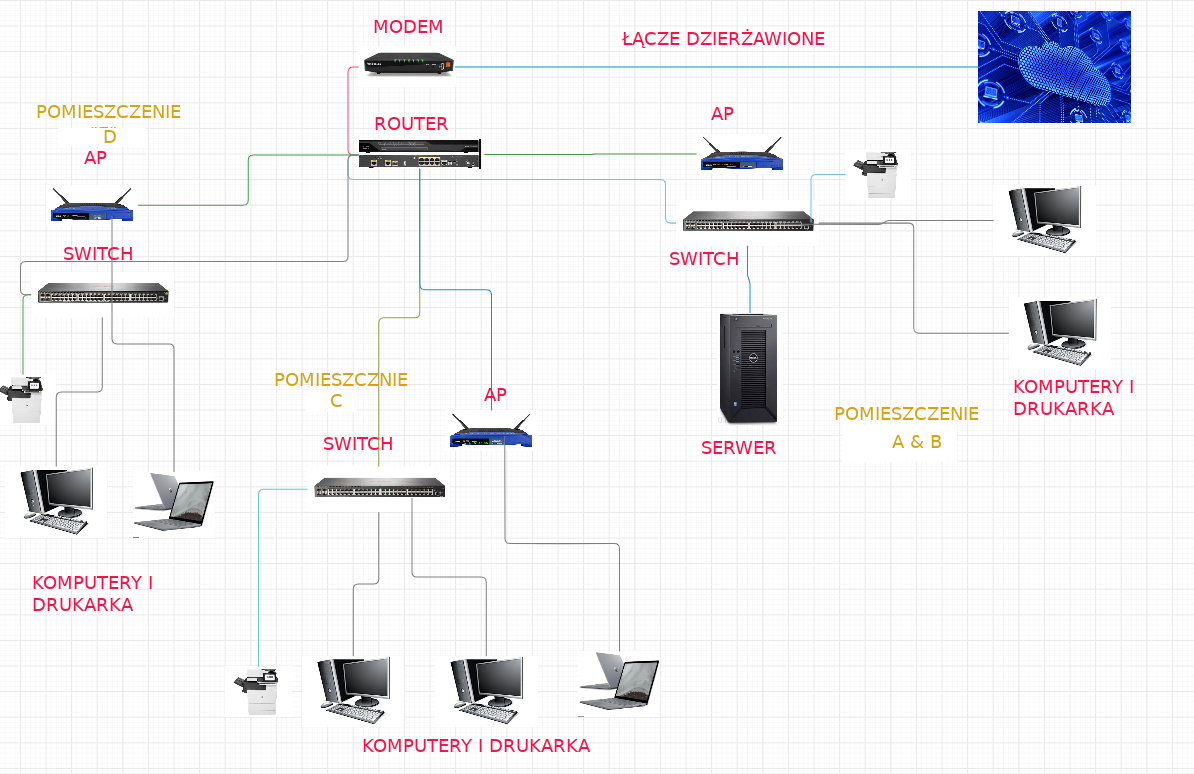 MODEM
ŁĄCZE DZIERŻAWIONE
POMIESZCZENIE
D
AP
ROUTER
AP
SWITCH
SWITCH
POMIESZCZNIE
C
AP
SWITCH
SERWER
KOMPUTERY I
DRUKARKA
POMIESZCZENIE
A & B
KOMPUTERY I
DRUKARKA
KOMPUTERY I DRUKARKA